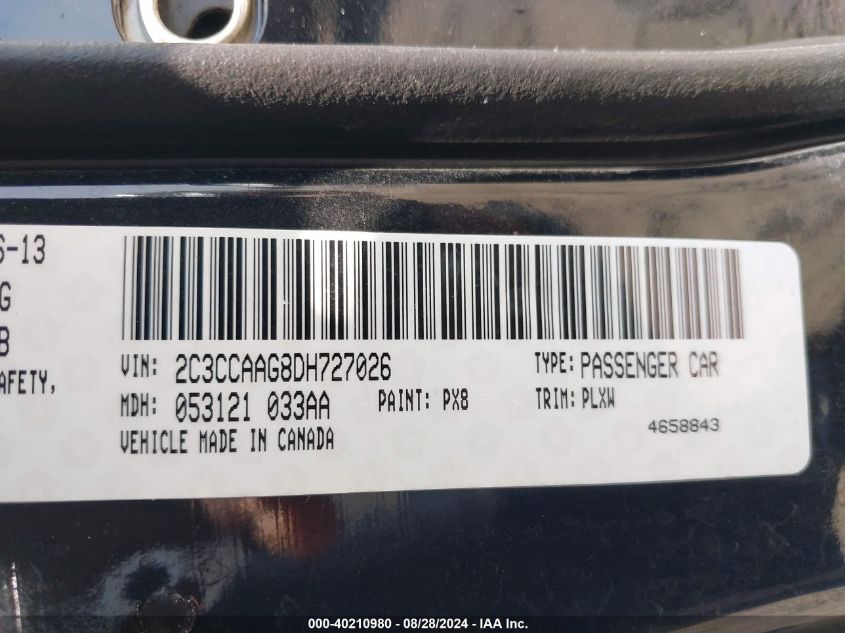 6-13
G
B
AFETY,
VIN: 2C3CCAAG8DH727026 TYPE: PASSENGER CAR
MDH: 053121 033AA PAINT: PX8 TRIM: PLXW
VEHICLE MADE IN CANADA 4658843
000-40210980 - 08/28/2024 - IAA Inc.